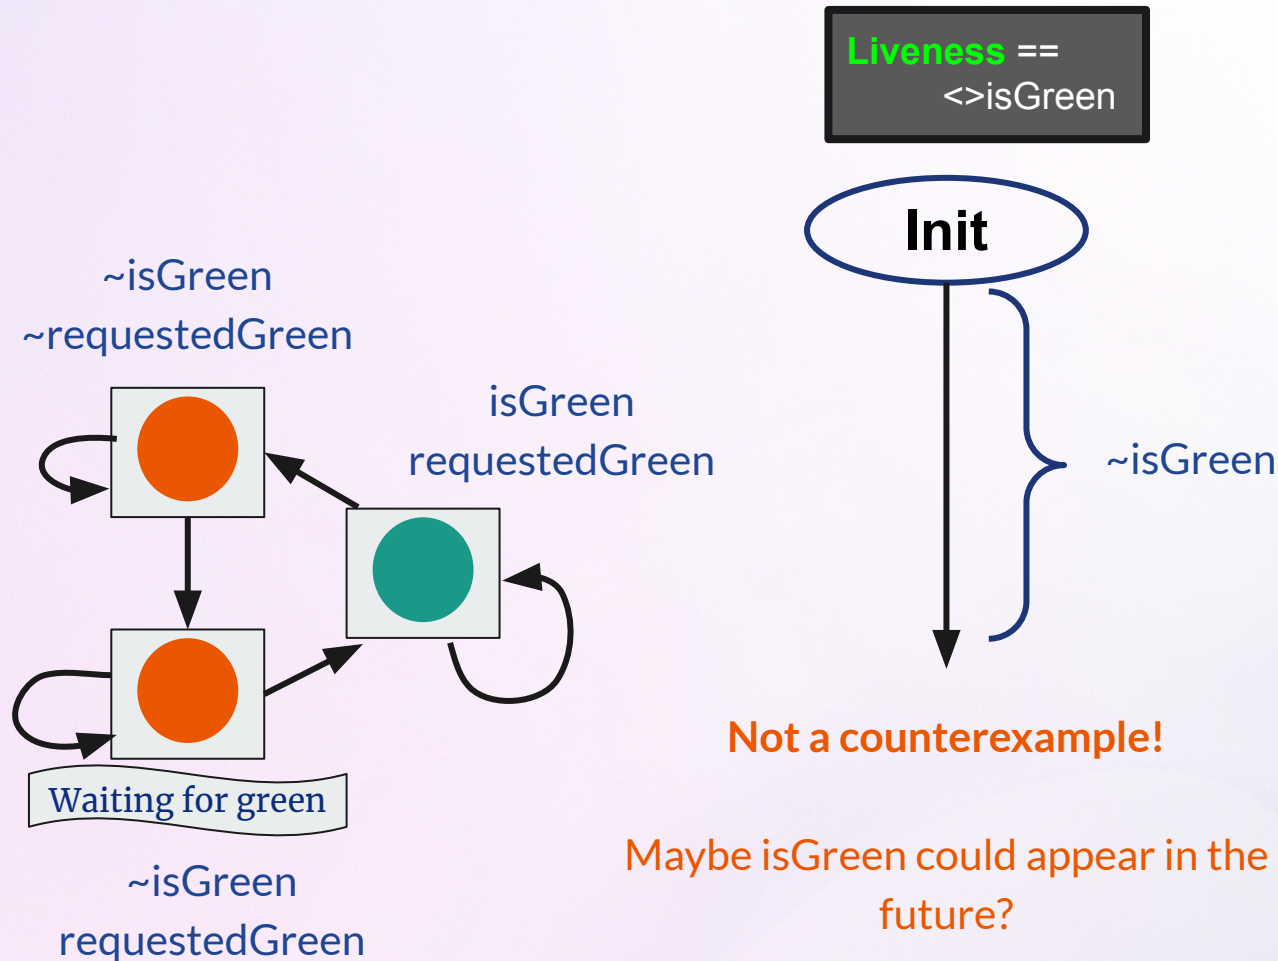 Liveness ==
<>isGreen
Init
~isGreen
~requestedGreen
isGreen
requestedGreen
~isGreen
Not a counterexample!
Waiting for green
Maybe isGreen could appear in the
future?
~isGreen
requestedGreen